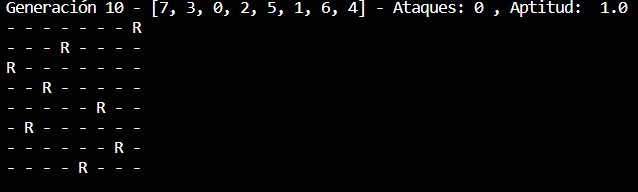 Generación 10 - [7, 3, 0, 2, 5, 1, 6, 4] - Ataques: 0 , Aptitud:  1.0
- - - - - - - R
- - - R - - - -
R - - - - - - -
- - R - - - - -
- - - - - R - -
- R - - - - - -
- - - - - - R -
- - - - R - - -